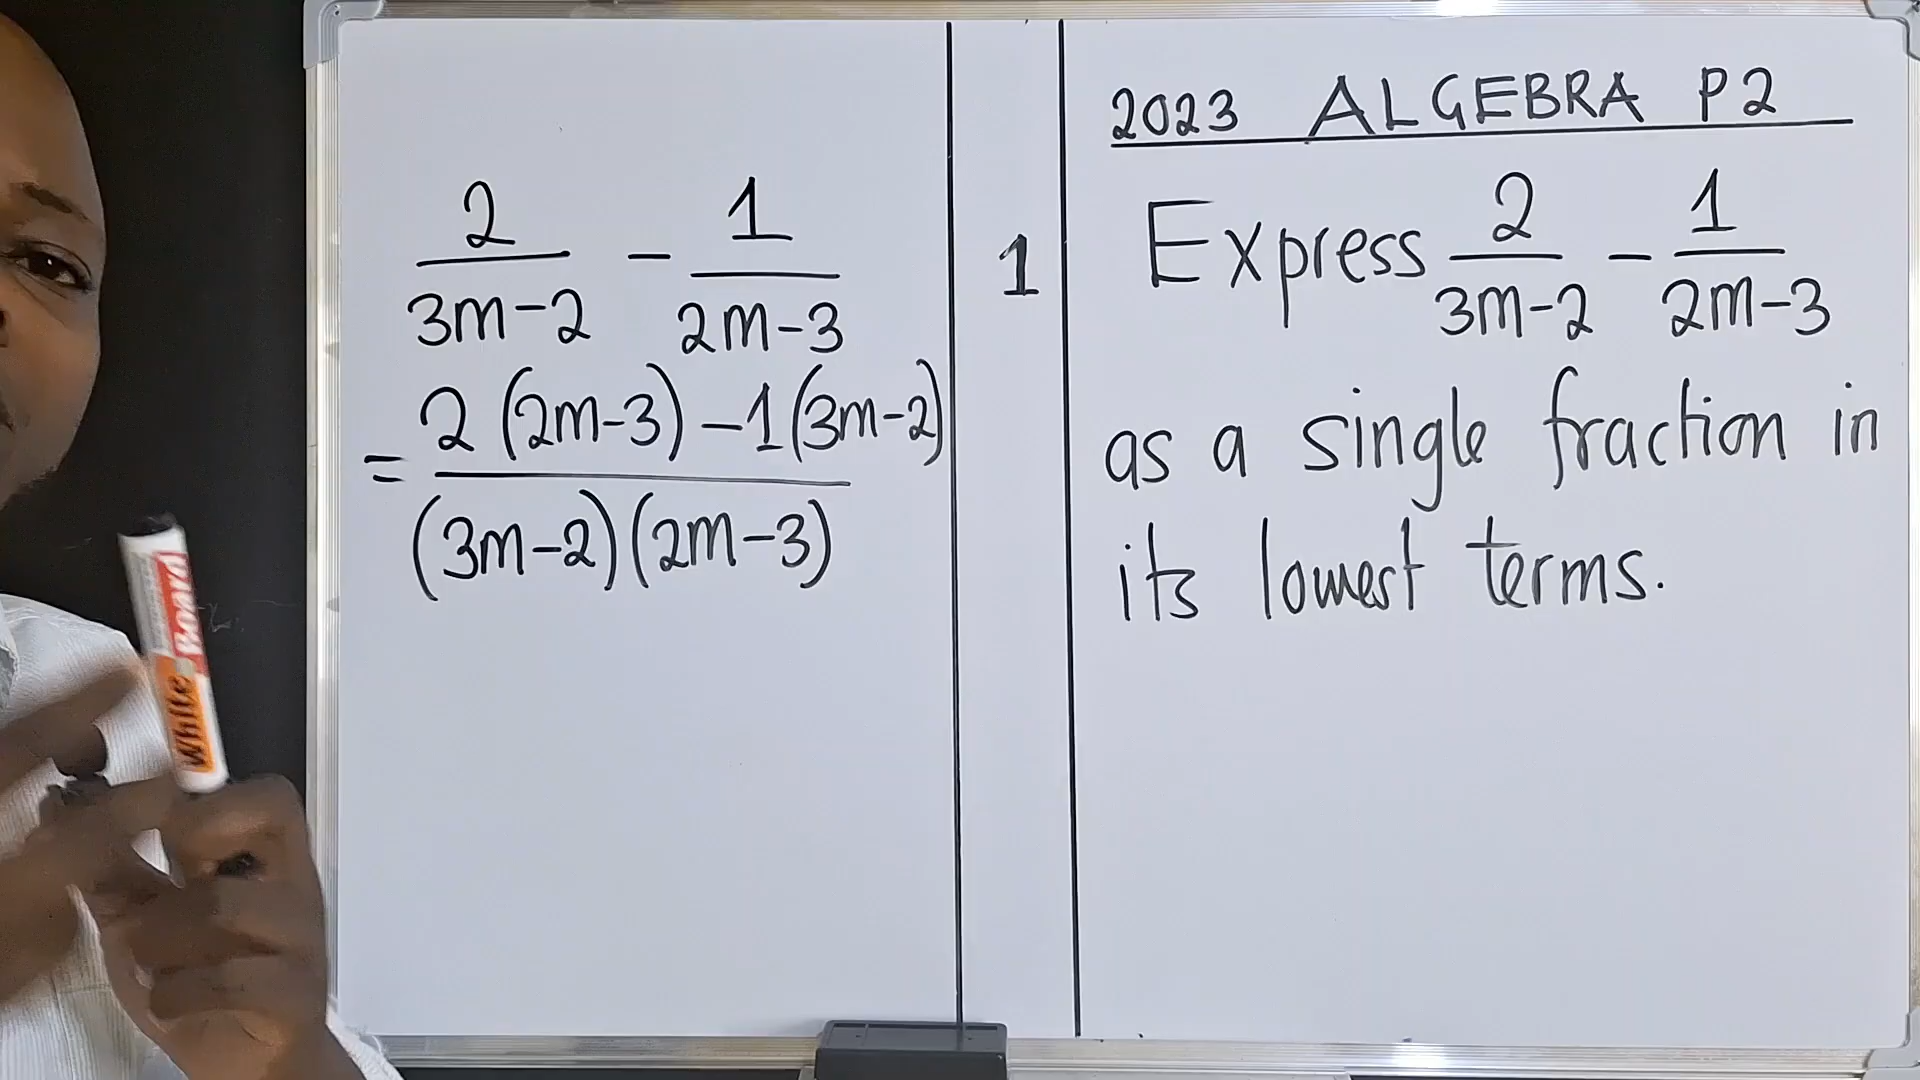 2 / 3m-2 - 1 / 2m-3
= 2 (2m-3) -1(3m-2) / (3m-2)(2m-3)
1
2023 ALGEBRA P2
Express 2 / 3m-2 - 1 / 2m-3
as a single fraction in
its lowest terms.
White Board